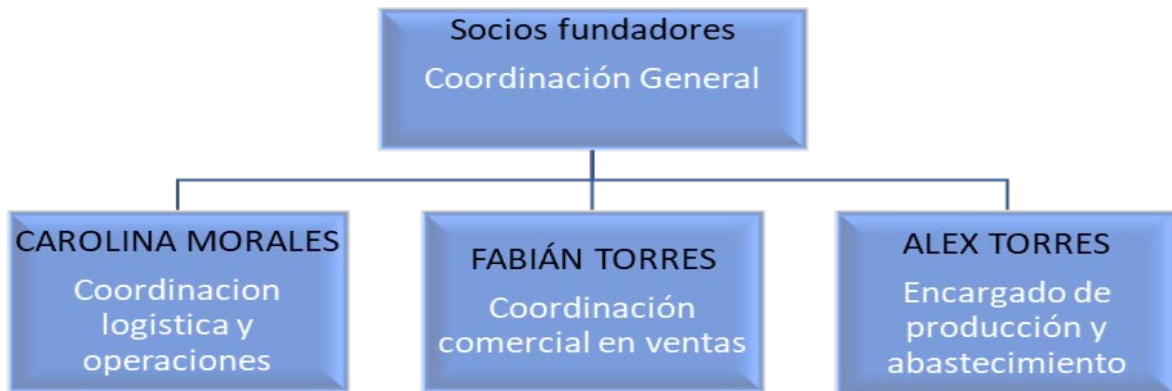 Socios fundadores
Coordinación General
CAROLINA MORALES
Coordinacion
logistica y
operaciones
FABIÁN TORRES
Coordinación
comercial en ventas
ALEX TORRES
Encargado de
producción y
abastecimiento